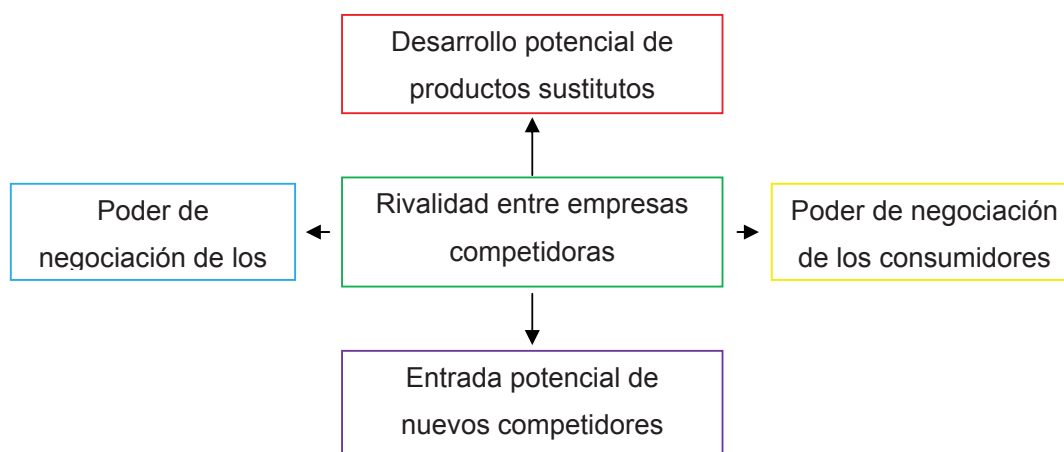 Desarrollo potencial de
productos sustitutos
Poder de
negociación de los
Rivalidad entre empresas
competidoras
Poder de negociación
de los consumidores
Entrada potencial de
nuevos competidores